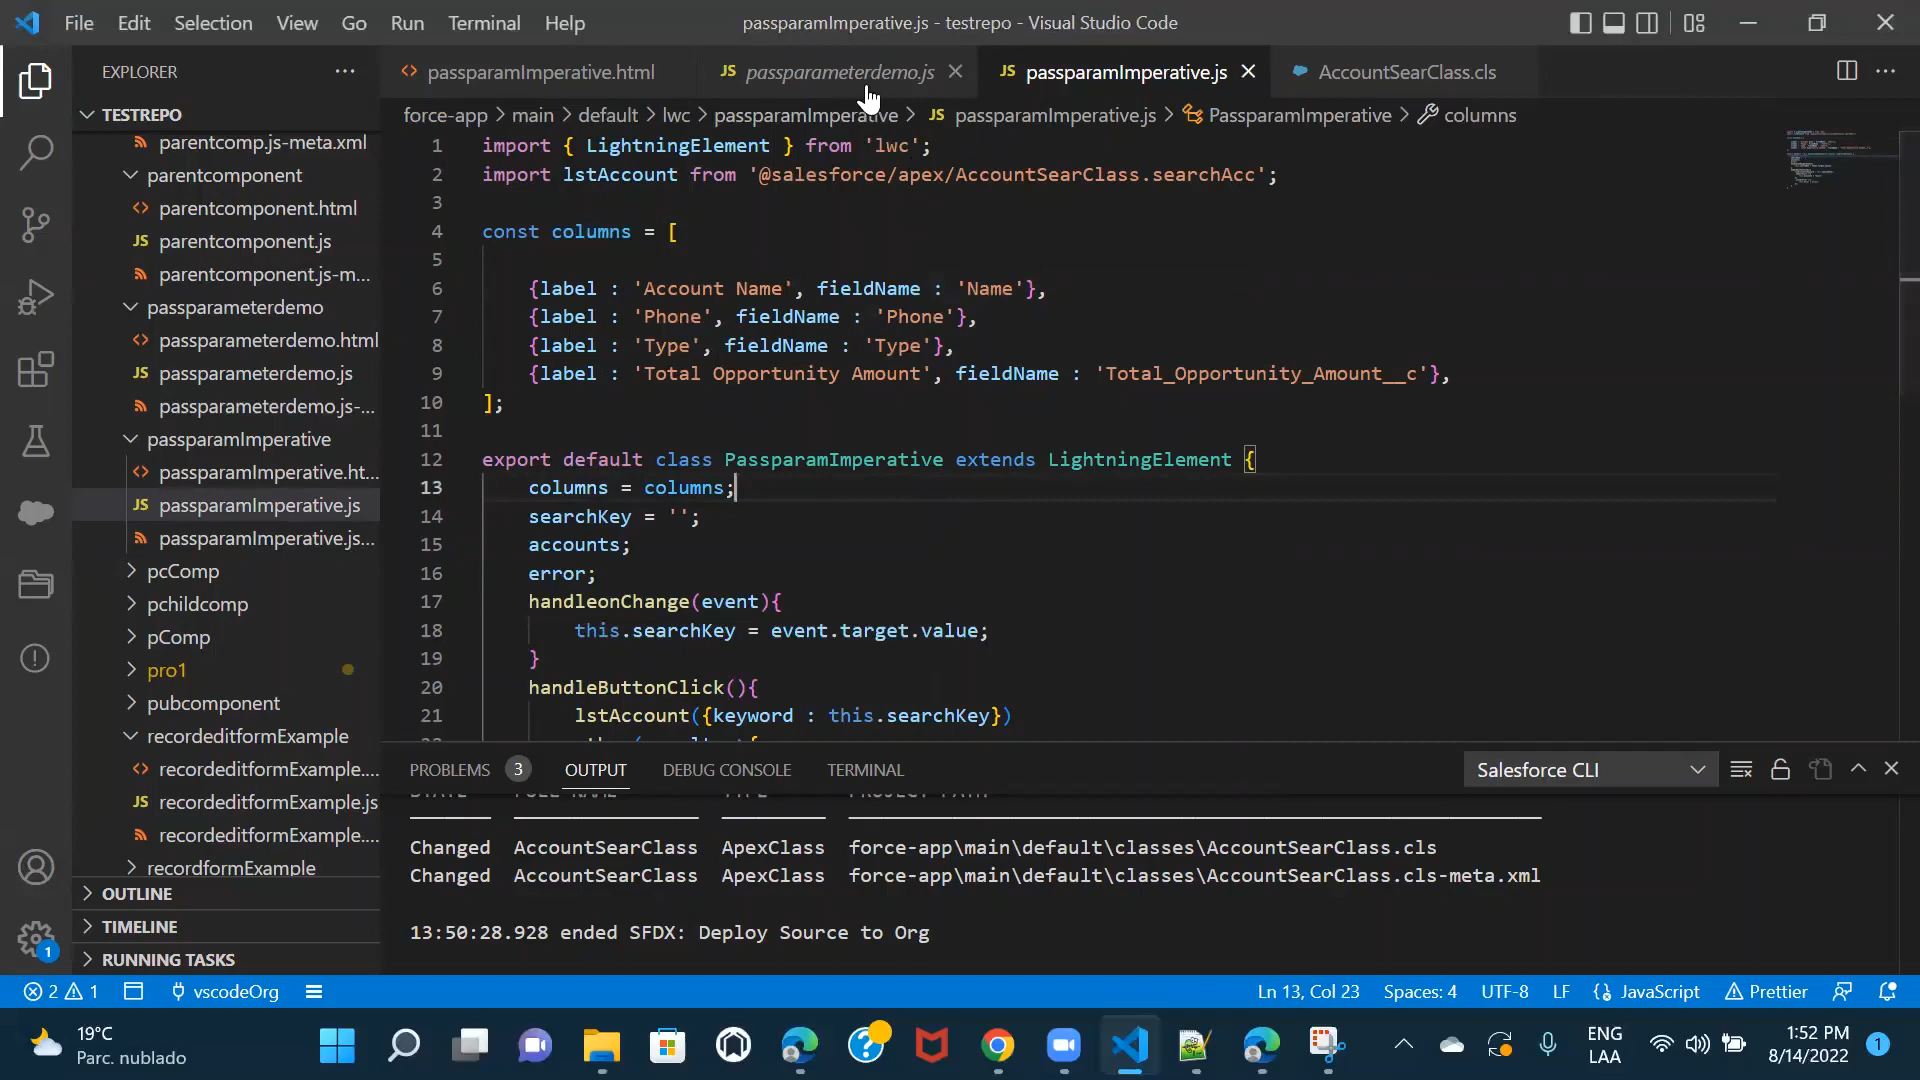 File Edit Selection View Go Run Terminal Help
passparamImperative.js - testrepo - Visual Studio Code
EXPLORER
TESTREPO
parentcomp.js-meta.xml
parentcomponent
parentcomponent.html
parentcomponent.js
parentcomponent.js-m...
passparameterdemo
passparameterdemo.html
passparameterdemo.js
passparameterdemo.js-...
passparamImperative
passparamImperative.ht...
passparamImperative.js
passparamImperative.js...
pcComp
pchildcomp
pComp
pro1
pubcomponent
recordeditformExample
recordeditformExample....
recordeditformExample.js
recordeditformExample....
recordformExample
OUTLINE
TIMELINE
RUNNING TASKS
passparamImperative.html JS passparameterdemo.js JS passparamImperative.js AccountSearClass.cls
force-app > main > default > lwc > passparamImperative > JS passparamImperative.js > PassparamImperative > columns
1 import { LightningElement } from 'lwc';
2 import lstAccount from '@salesforce/apex/AccountSearClass.searchAcc';
3
4 const columns = [
5
6 {label : 'Account Name', fieldName : 'Name'},
7 {label : 'Phone', fieldName : 'Phone'},
8 {label : 'Type', fieldName : 'Type'},
9 {label : 'Total Opportunity Amount', fieldName : 'Total_Opportunity_Amount__c'},
10 ];
11
12 export default class PassparamImperative extends LightningElement {
13 columns = columns;
14 searchKey = '';
15 accounts;
16 error;
17 handleonChange(event){
18 this.searchKey = event.target.value;
19 }
20 handleButtonClick(){
21 lstAccount({keyword : this.searchKey})
PROBLEMS 3 OUTPUT DEBUG CONSOLE TERMINAL
Salesforce CLI
Changed AccountSearClass ApexClass force-app\main\default\classes\AccountSearClass.cls
Changed AccountSearClass ApexClass force-app\main\default\classes\AccountSearClass.cls-meta.xml
13:50:28.928 ended SFDX: Deploy Source to Org
2 1 vscodeOrg
Ln 13, Col 23 Spaces: 4 UTF-8 LF JavaScript Prettier
19°C
Parc. nublado
ENG
LAA
1:52 PM
8/14/2022
1